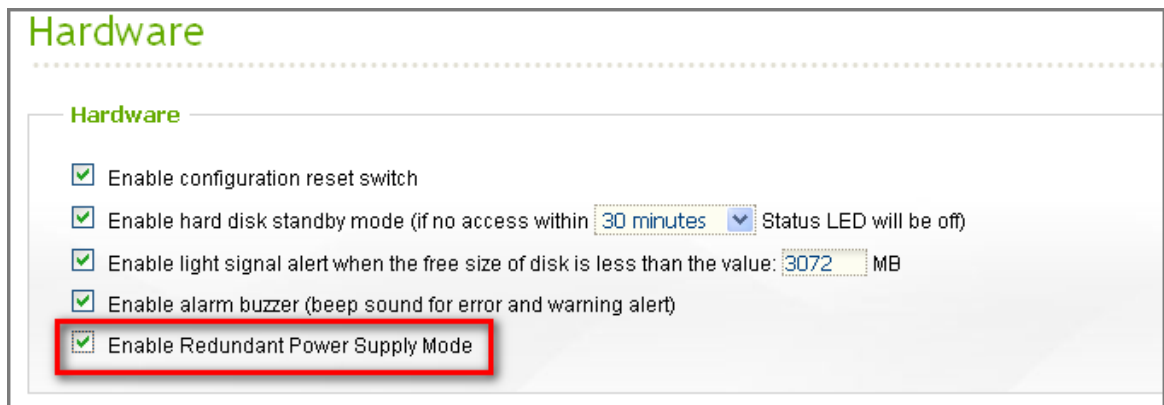 Hardware
Hardware
Enable configuration reset switch
Enable hard disk standby mode (if no access within 30 minutes Status LED will be off)
Enable light signal alert when the free size of disk is less than the value: 3072 MB
Enable alarm buzzer (beep sound for error and warning alert)
Enable Redundant Power Supply Mode